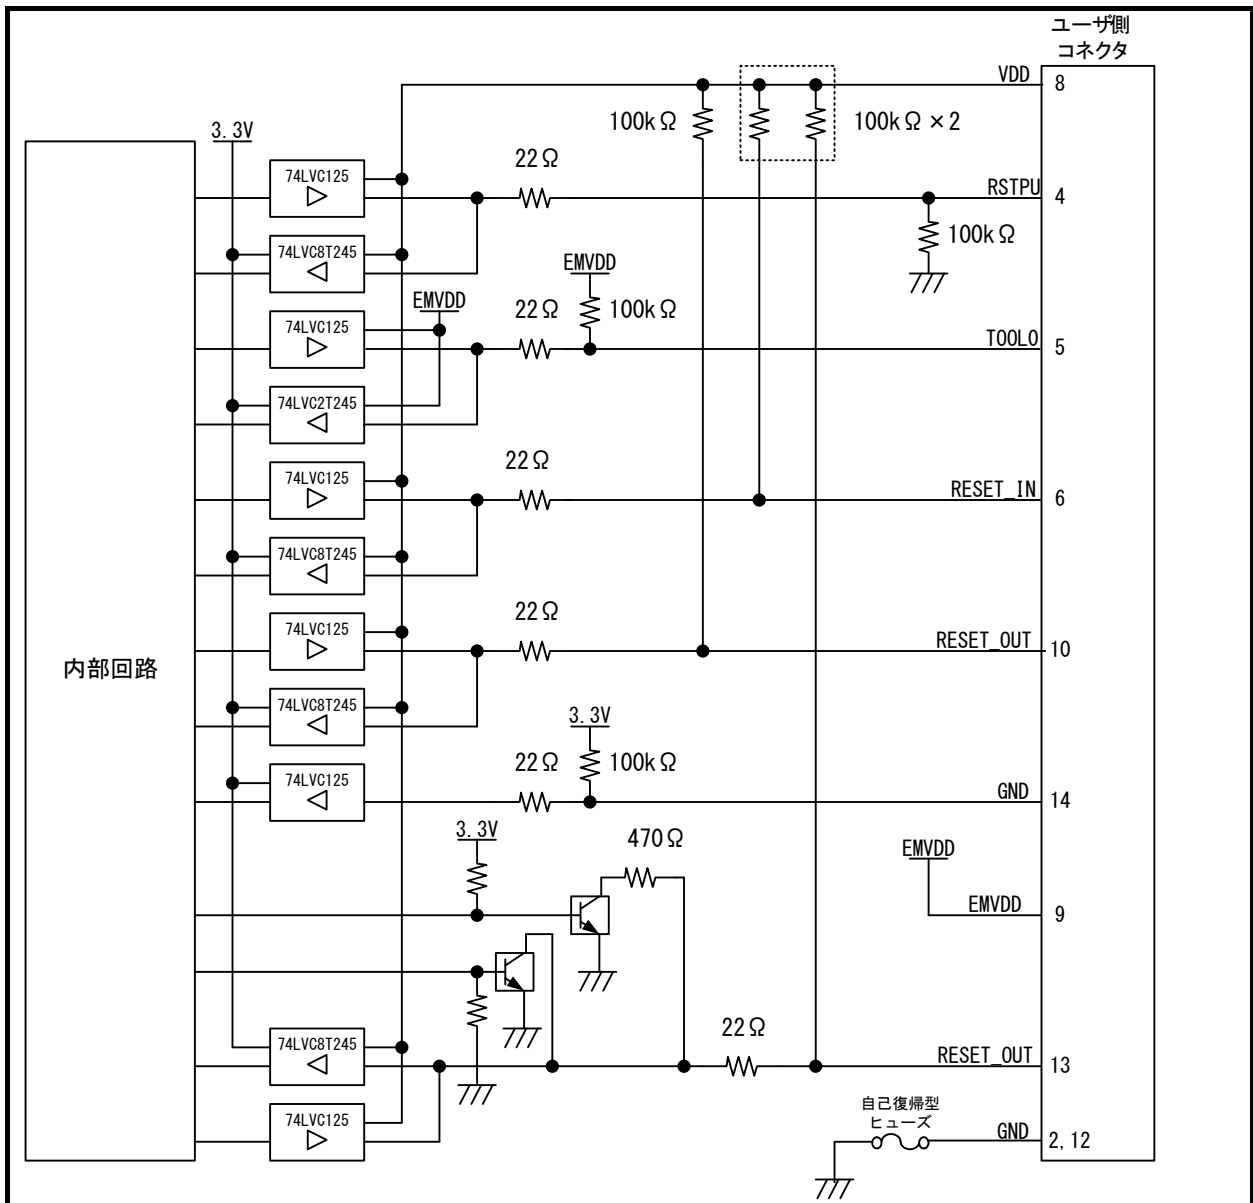 ユーザ側
コネクタ
VDD
8
3.3V
100kΩ
100kΩ×2
22Ω
74LVC125
RSTPU
4
74LVC8T245
100kΩ
EMVDD
EMVDD
22Ω
100kΩ
74LVC125
TOOL0
5
74LVC2T245
22Ω
74LVC125
RESET_IN
6
74LVC8T245
22Ω
74LVC125
RESET_OUT
10
内部回路
74LVC8T245
3.3V
22Ω
100kΩ
74LVC125
GND
14
3.3V
470Ω
EMVDD
EMVDD
9
22Ω
74LVC8T245
RESET_OUT
13
自己復帰型
ヒューズ
74LVC125
GND
2,12